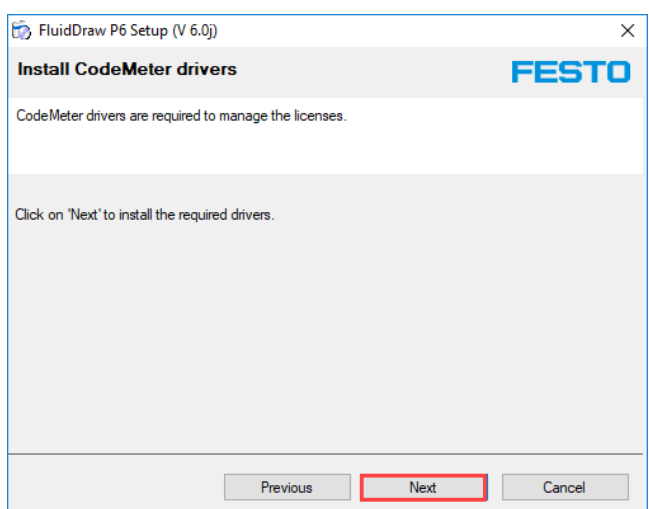 FluidDraw P6 Setup (V 6.0j)
Install CodeMeter drivers
FESTO
CodeMeter drivers are required to manage the licenses.
Click on 'Next' to install the required drivers.
Previous
Next
Cancel